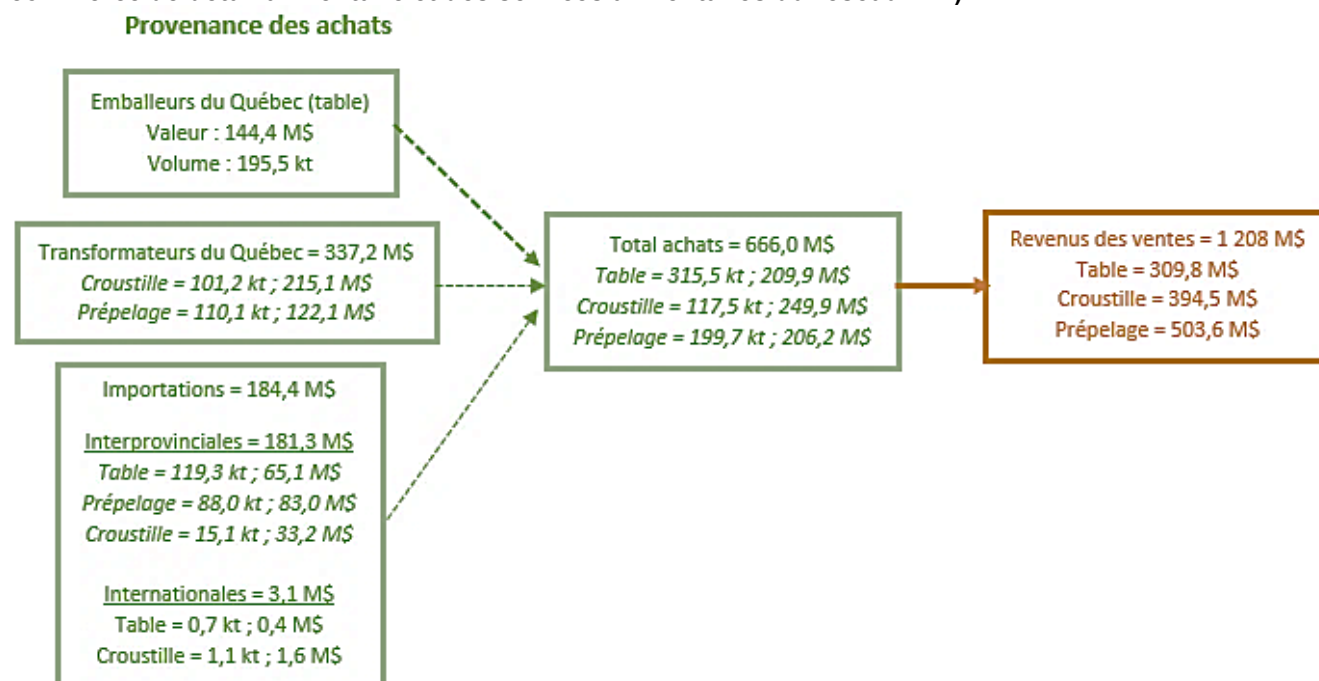 Provenance des achats
Emballeurs du Québec (table)
Valeur : 144,4 M$
Volume : 195,5 kt
Transformateurs du Québec = 337,2 M$
Croustille = 101,2 kt ; 215,1 M$
Prépelage = 110,1 kt ; 122,1 M$
Importations = 184,4 M$
Interprovinciales = 181,3 M$
Table = 119,3 kt ; 65,1 M$
Prépelage = 88,0 kt ; 83,0 M$
Croustille = 15,1 kt ; 33,2 M$
Internationales = 3,1 M$
Table = 0,7 kt ; 0,4 M$
Croustille = 1,1 kt ; 1,6 M$
Total achats = 666,0 M$
Table = 315,5 kt ; 209,9 M$
Croustille = 117,5 kt ; 249,9 M$
Prépelage = 199,7 kt ; 206,2 M$
Revenus des ventes = 1 208 M$
Table = 309,8 M$
Croustille = 394,5 M$
Prépelage = 503,6 M$